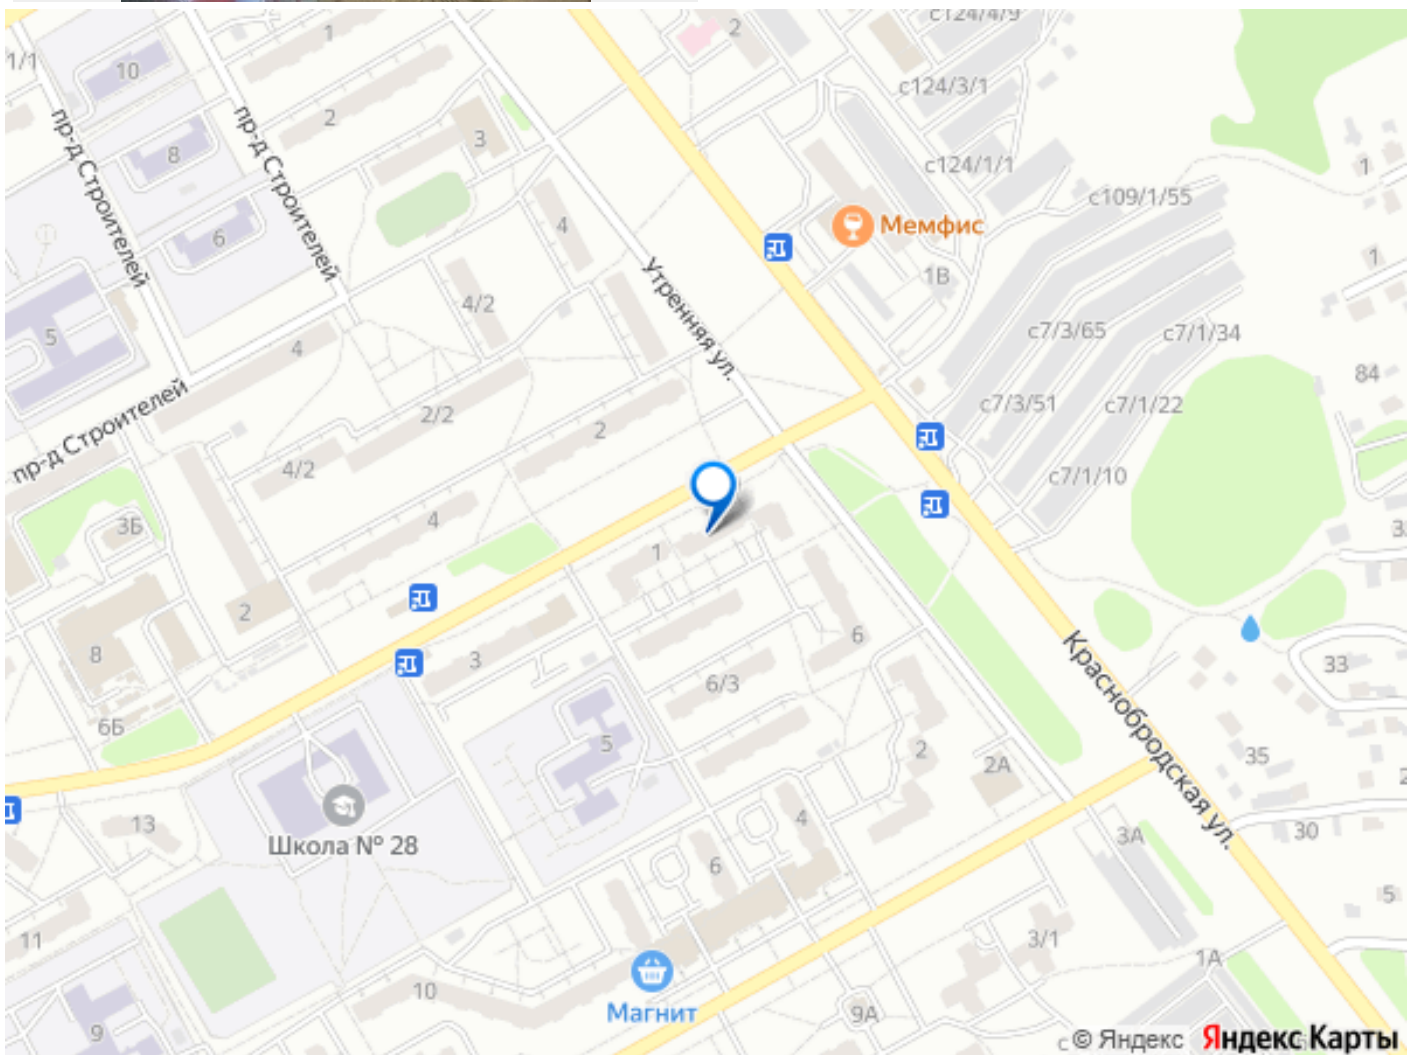 1
2
с124/4/9
1/1
10
с124/3/1
пр-д Строителей
пр-д Строителей
2
3
8
с124/1/1
1
с109/1/55
4
Мемфис
6
1
1В
Утренняя ул.
4/2
5
4
с7/3/65
с7/1/34
84
2/2
с7/3/51
с7/1/22
пр-д Строителей
2
4/2
с7/1/10
4
3Б
1
2
6
8
3
Краснобродская ул.
33
6/3
6Б
5
2
2А
35
13
4
3А
30
Школа № 28
6
5
11
3/1
1А
10
Магнит
9А
9
© Яндекс Яндекс Карты